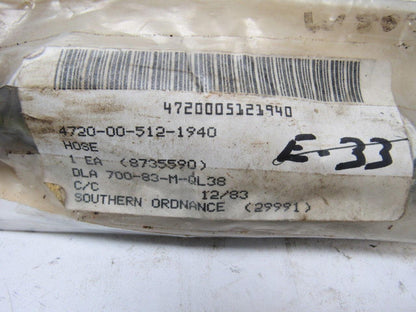 4720005121940
4720-00-512-1940
HOSE
1 EA (8735590)
DLA 700-83-M-QL38
C/C 12/83
SOUTHERN ORDNANCE (29991)
E-33